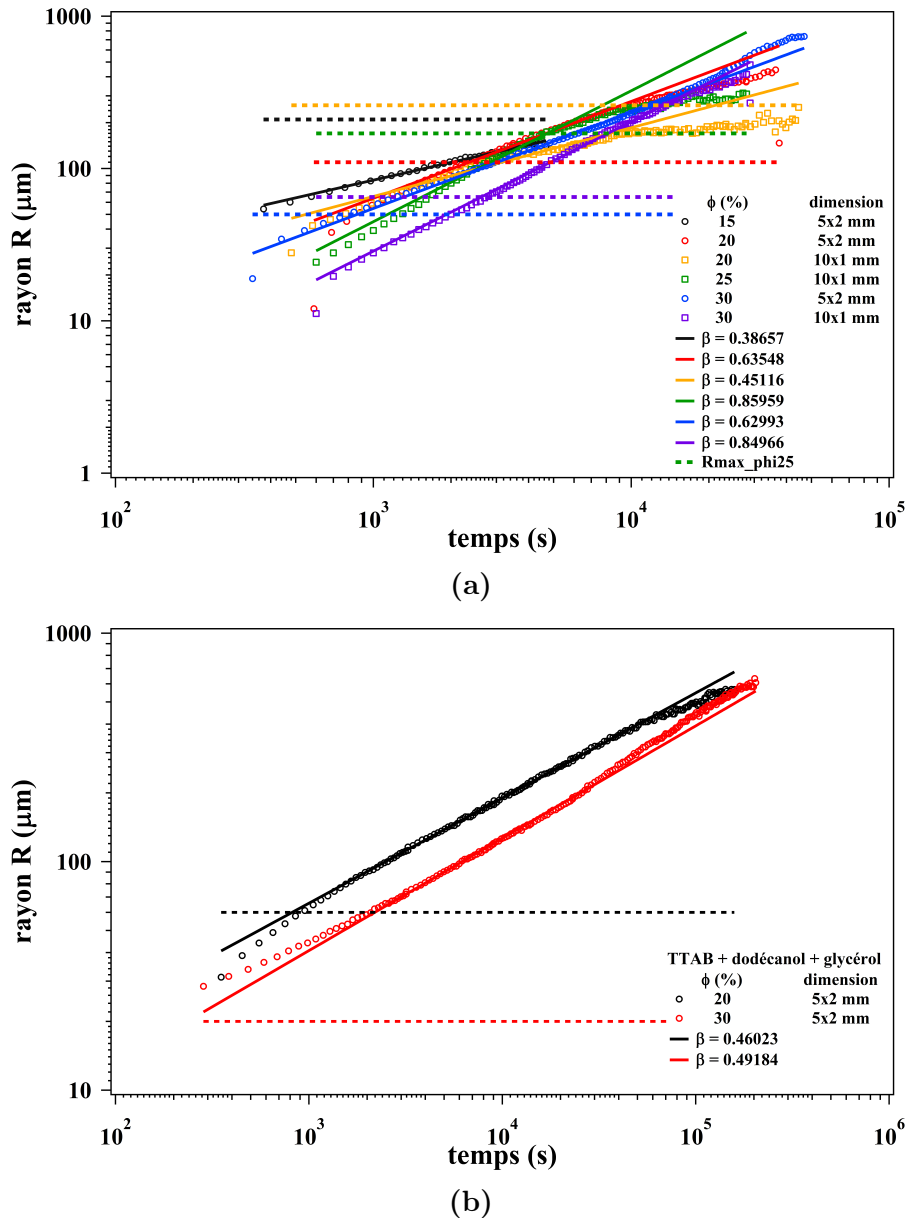 1000
100
10
1
rayon R (μm)
ϕ (%) dimension
15 5x2 mm
20 5x2 mm
20 10x1 mm
25 10x1 mm
30 5x2 mm
30 10x1 mm
β = 0.38657
β = 0.63548
β = 0.45116
β = 0.85959
β = 0.62993
β = 0.84966
Rmax_phi25
10² 10³ 10⁴ 10⁵
temps (s)
(a)
1000
100
10
rayon R (μm)
TTAB + dodécanol + glycérol
ϕ (%) dimension
20 5x2 mm
30 5x2 mm
β = 0.46023
β = 0.49184
10² 10³ 10⁴ 10⁵ 10⁶
temps (s)
(b)